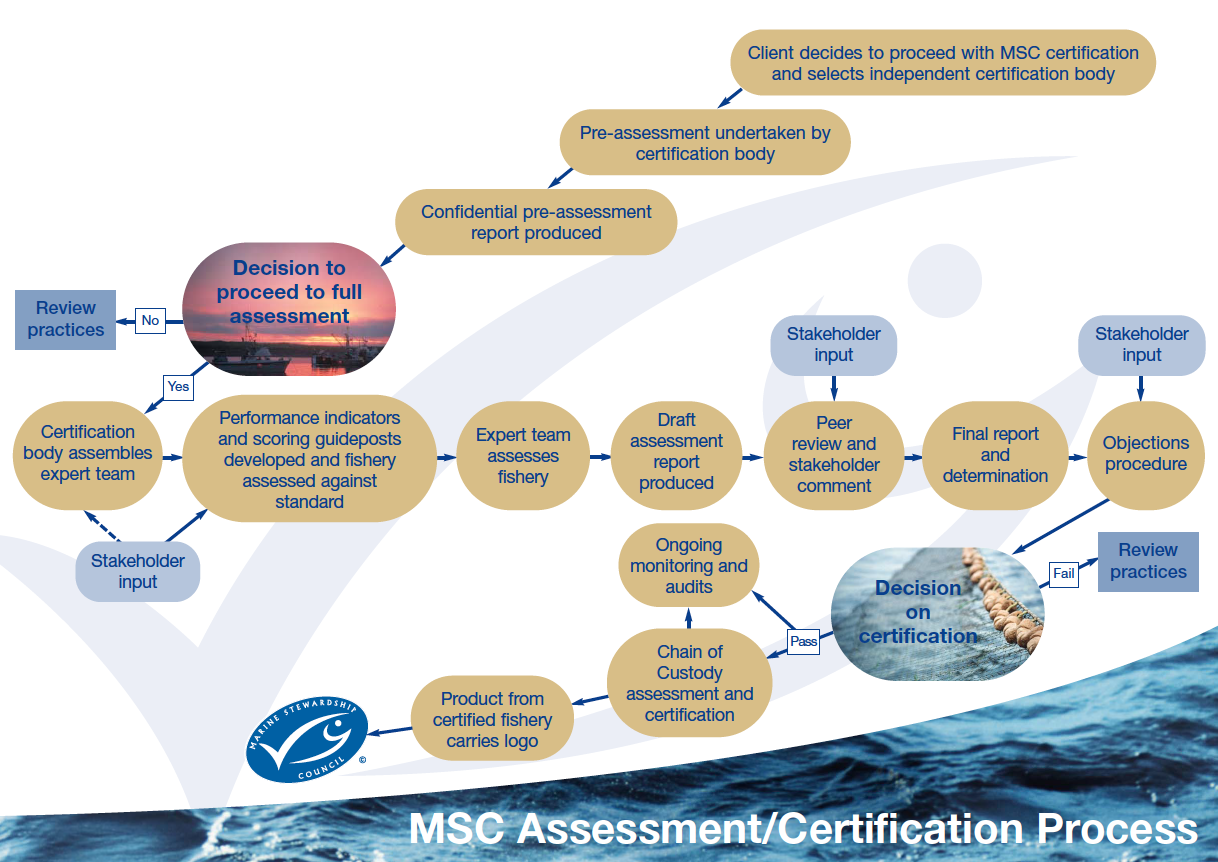 Client decides to proceed with MSC certification
and selects independent certification body
Pre-assessment undertaken by
certification body
Confidential pre-assessment
report produced
Decision to
proceed to full
assessment
No
Review
practices
Yes
Certification
body assembles
expert team
Performance indicators
and scoring guideposts
developed and fishery
assessed against
standard
Expert team
assesses
fishery
Draft
assessment
report
produced
Stakeholder
input
Peer
review and
stakeholder
comment
Final report
and
determination
Stakeholder
input
Objections
procedure
Stakeholder
input
Decision
on
certification
Fail
Review
practices
Pass
Ongoing
monitoring and
audits
Chain of
Custody
assessment and
certification
Product from
certified fishery
carries logo
MARINE STEWARDSHIP
COUNCIL
©
MSC Assessment/Certification Process